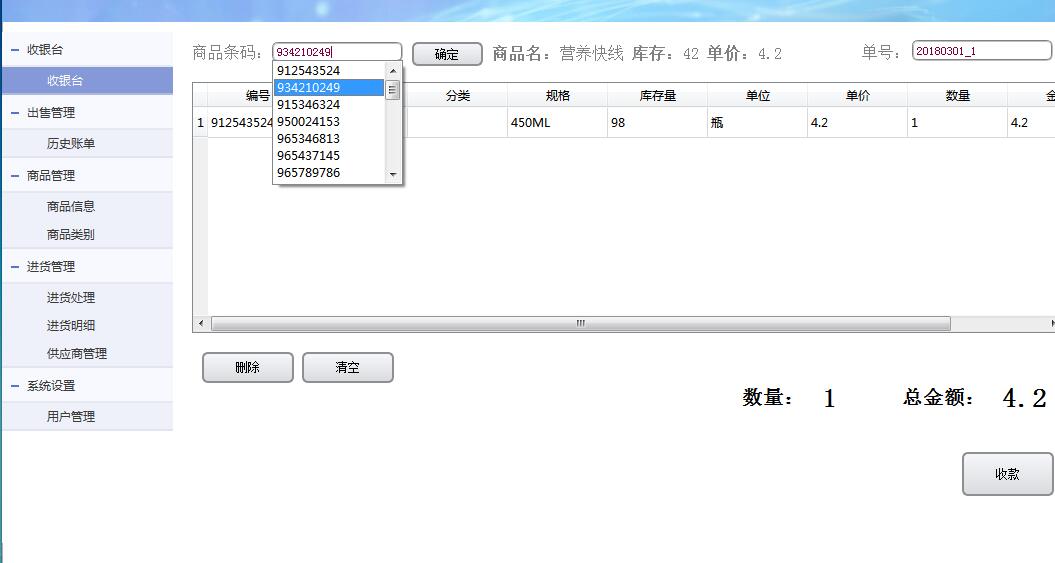 收银台
收银台
出售管理
历史账单
商品管理
商品信息
商品类别
进货管理
进货处理
进货明细
供应商管理
系统设置
用户管理
商品条码： 934210249 确定 商品名：营养快线 库存：42 单价：4.2 单号： 20180301_1
912543524
934210249
915346324
950024153
965346813
965437145
965789786
编号 分类 规格 库存量 单位 单价 数量
1 912543524 450ML 98 瓶 4.2 1 4.2
删除 清空
数量： 1 总金额： 4.2
收款